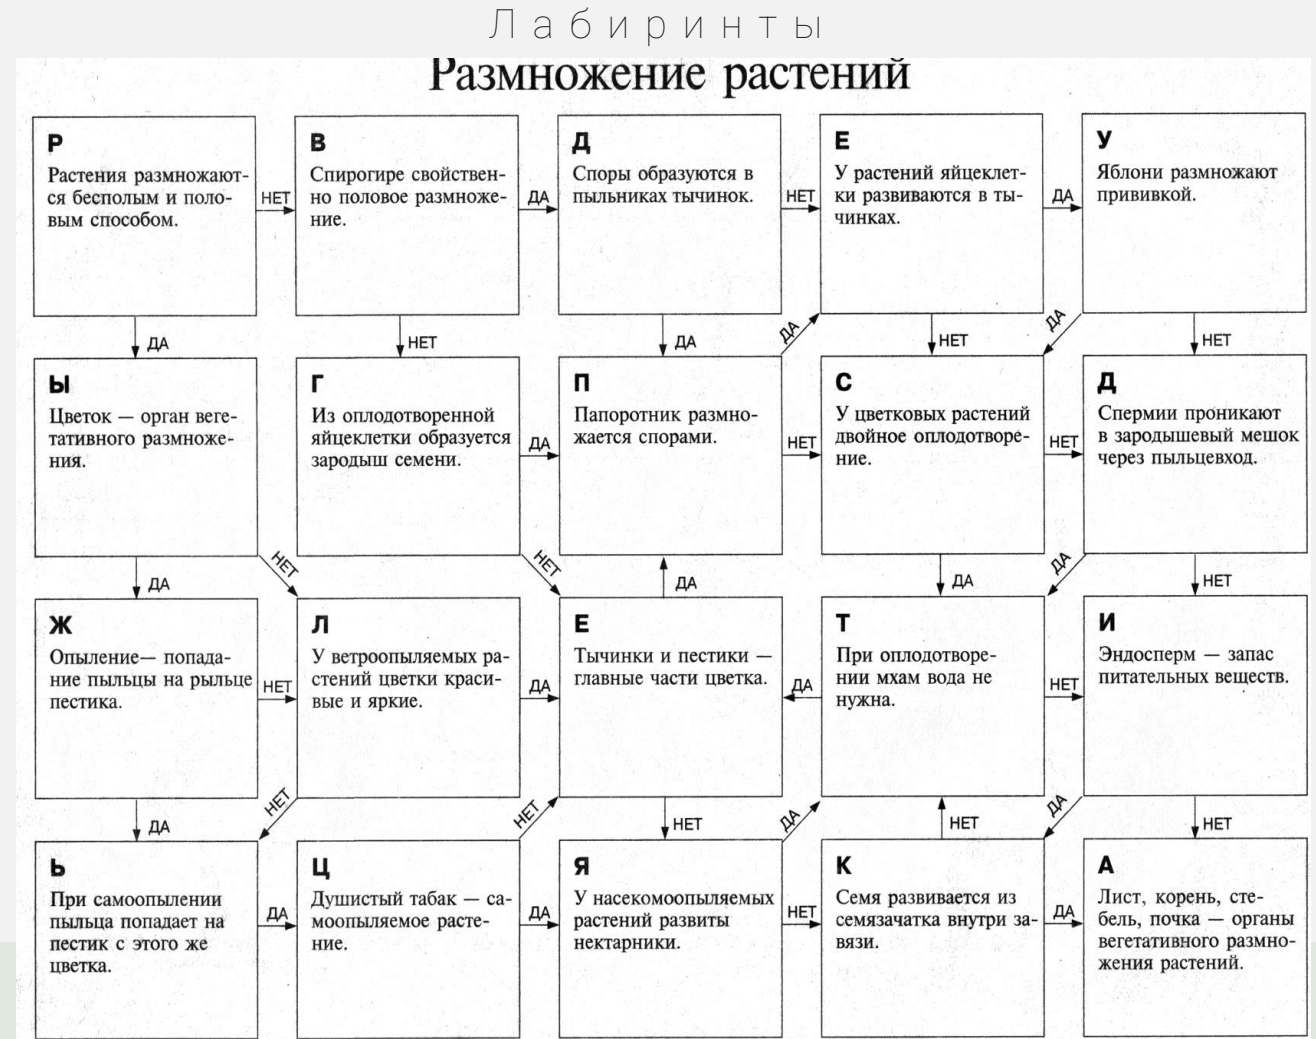 Лабиринты
Размножение растений
Р
Растения размножают-
ся бесполым и поло-
вым способом.
НЕТ
В
Спирогире свойствен-
но половое размноже-
ние.
ДА
Д
Споры образуются в
пыльниках тычинок.
НЕТ
Е
У растений яйцеклет-
ки развиваются в ты-
чинках.
ДА
У
Яблони размножают
прививкой.
ДА
НЕТ
ДА
ДА
НЕТ
ДА
НЕТ
Ы
Цветок — орган веге-
тативного размноже-
ния.
Г
Из оплодотворенной
яйцеклетки образуется
зародыш семени.
ДА
П
Папоротник размно-
жается спорами.
НЕТ
С
У цветковых растений
двойное оплодотворе-
ние.
НЕТ
Д
Спермии проникают
в зародышевый мешок
через пыльцевход.
ДА
НЕТ
НЕТ
ДА
ДА
ДА
НЕТ
Ж
Опыление— попада-
ние пыльцы на рыльце
пестика.
НЕТ
Л
У ветроопыляемых ра-
стений цветки краси-
вые и яркие.
ДА
Е
Тычинки и пестики —
главные части цветка.
ДА
Т
При оплодотворе-
нии мхам вода не
нужна.
НЕТ
И
Эндосперм — запас
питательных веществ.
ДА
НЕТ
НЕТ
НЕТ
ДА
НЕТ
ДА
НЕТ
Ь
При самоопылении
пыльца попадает на
пестик с этого же
цветка.
ДА
Ц
Душистый табак — са-
моопыляемое расте-
ние.
ДА
Я
У насекомоопыляемых
растений развиты
нектарники.
НЕТ
К
Семя развивается из
семязачатка внутри за-
вязи.
ДА
А
Лист, корень, сте-
бель, почка — органы
вегетативного размно-
жения растений.